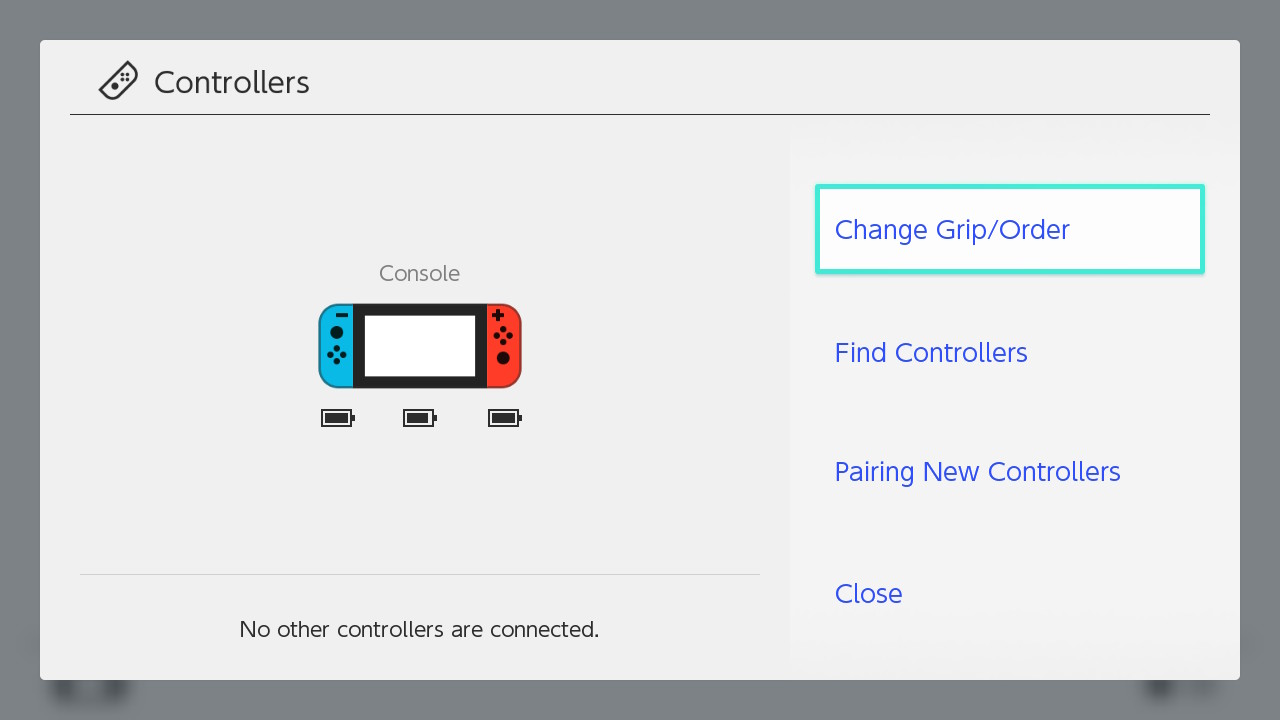 Controllers
Console
No other controllers are connected.
Change Grip/Order
Find Controllers
Pairing New Controllers
Close